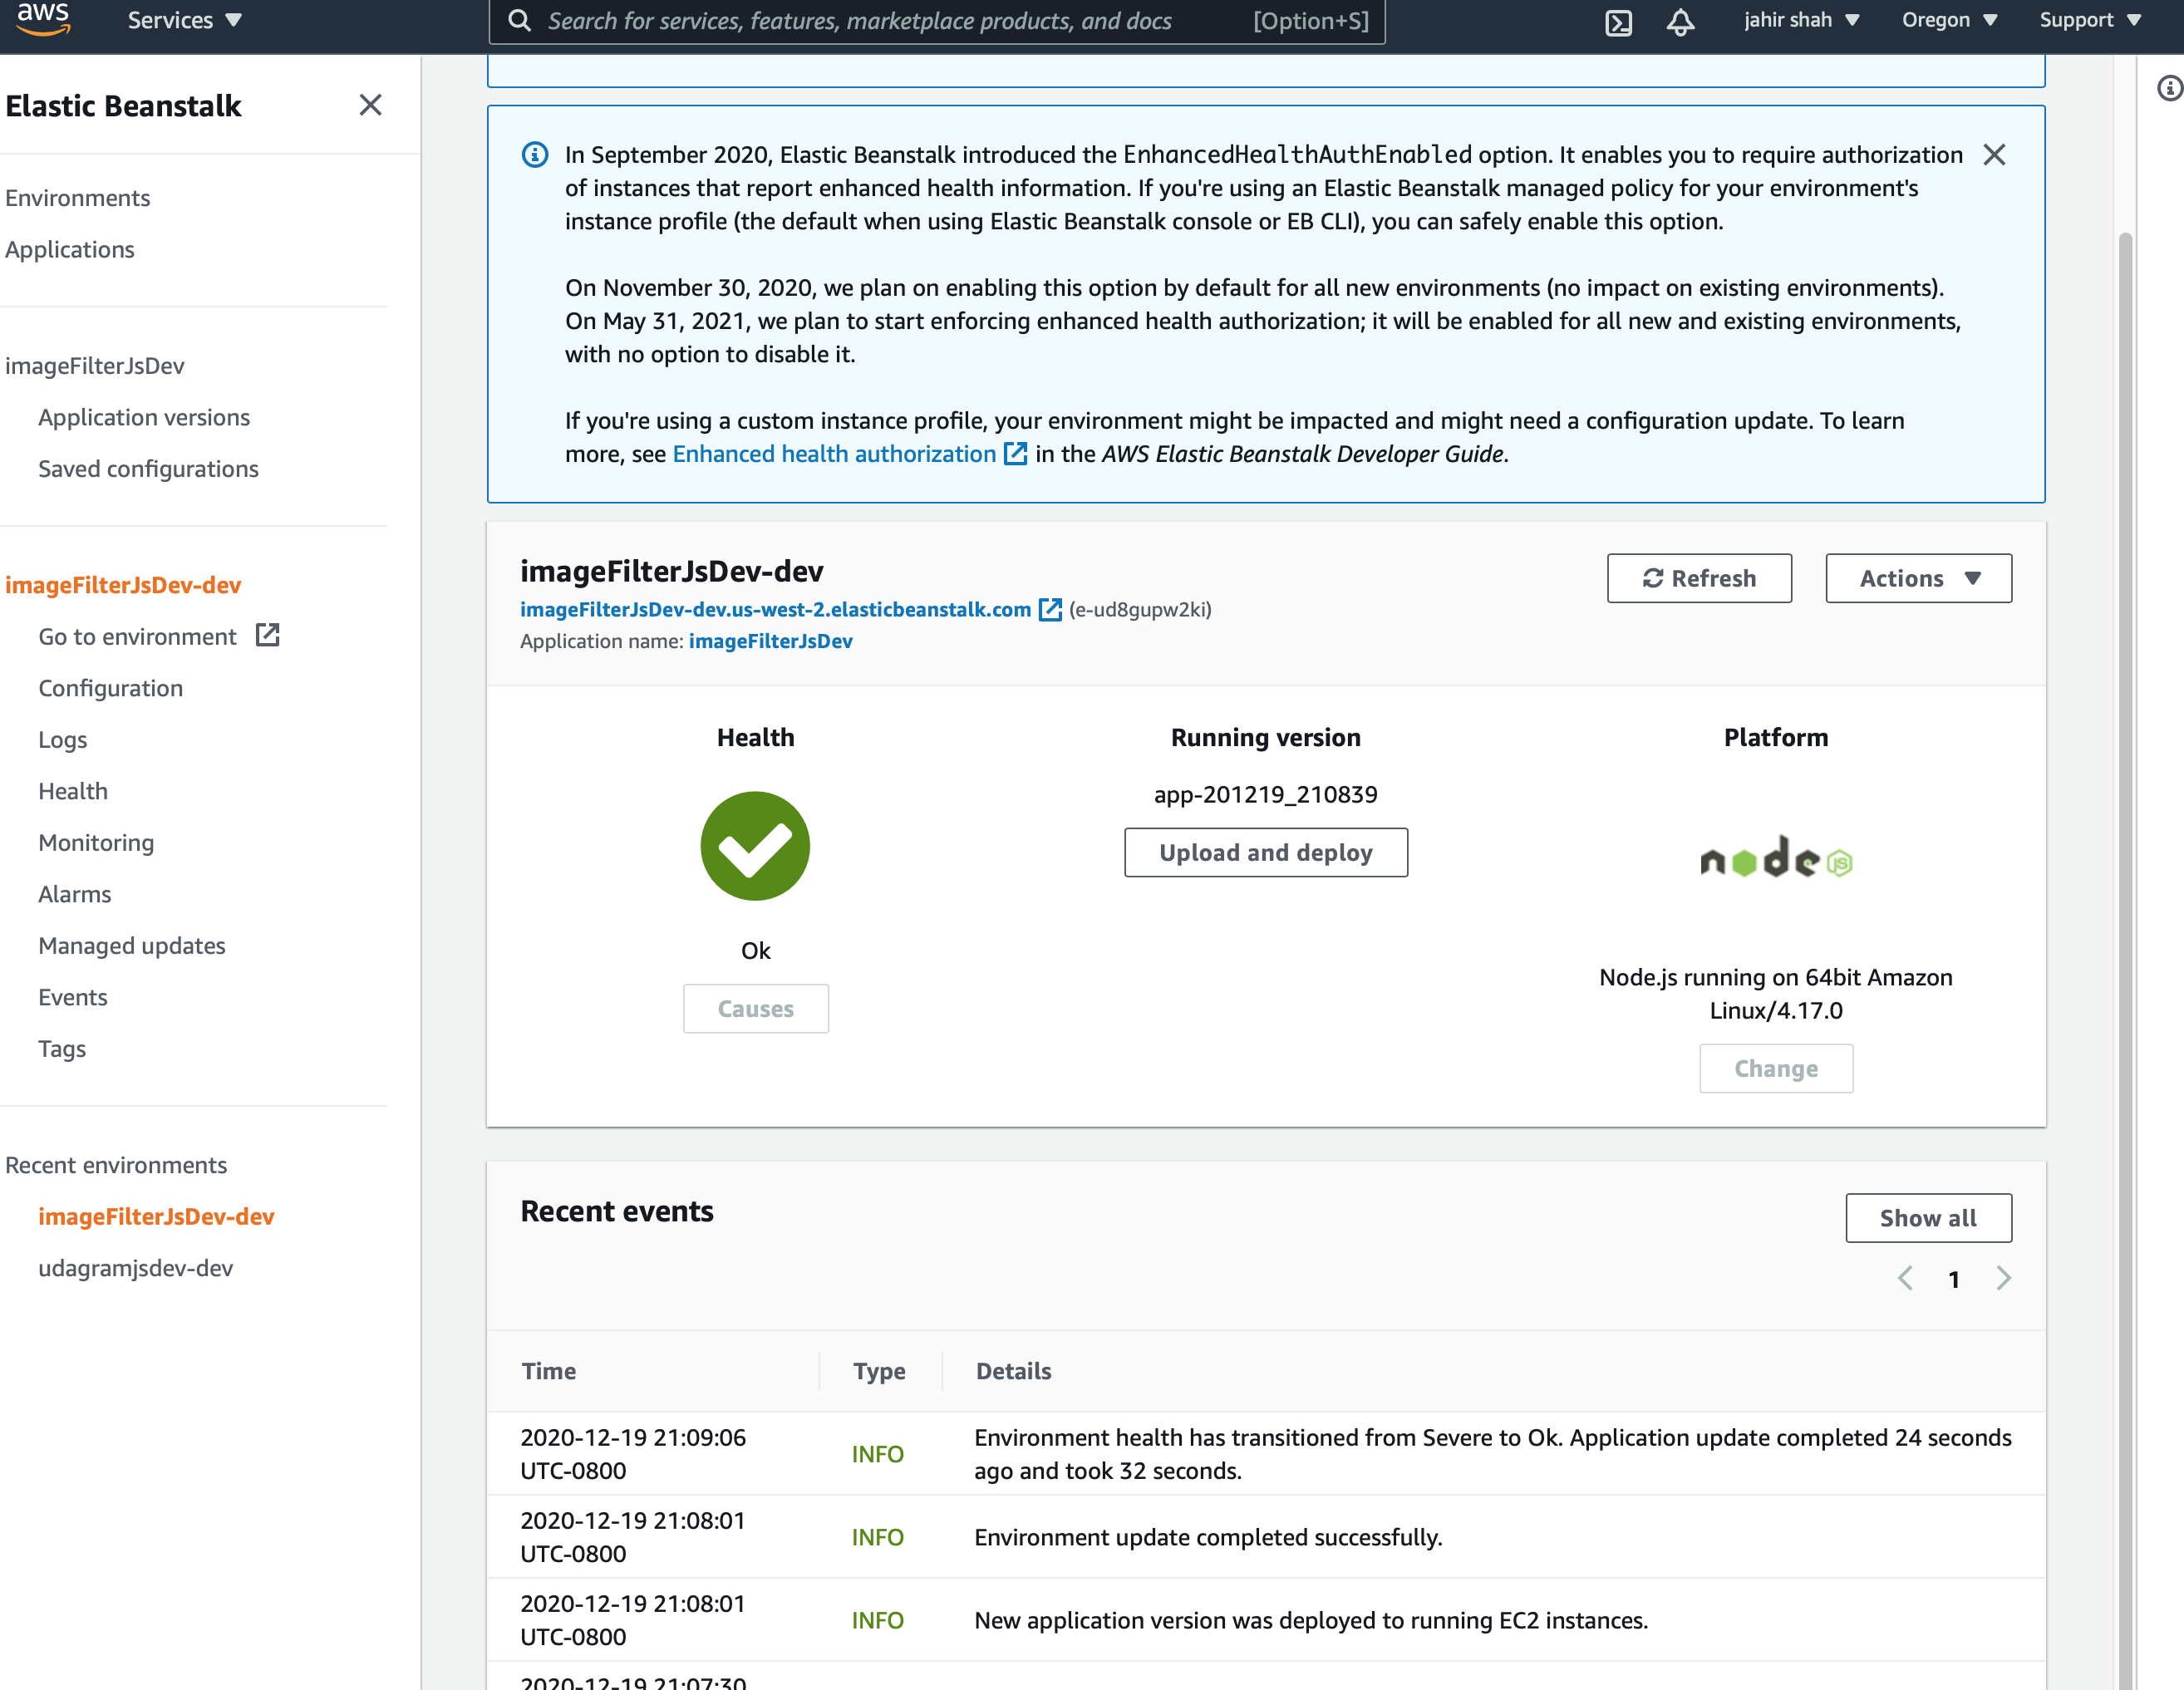 aws
Services
Search for services, features, marketplace products, and docs [Option+S]
jahir shah
Oregon
Support
Elastic Beanstalk
Environments
Applications
imageFilterJsDev
Application versions
Saved configurations
imageFilterJsDev-dev
Go to environment
Configuration
Logs
Health
Monitoring
Alarms
Managed updates
Events
Tags
Recent environments
imageFilterJsDev-dev
udagramjsdev-dev
In September 2020, Elastic Beanstalk introduced the EnhancedHealthAuthEnabled option. It enables you to require authorization
of instances that report enhanced health information. If you're using an Elastic Beanstalk managed policy for your environment's
instance profile (the default when using Elastic Beanstalk console or EB CLI), you can safely enable this option.
On November 30, 2020, we plan on enabling this option by default for all new environments (no impact on existing environments).
On May 31, 2021, we plan to start enforcing enhanced health authorization; it will be enabled for all new and existing environments,
with no option to disable it.
If you're using a custom instance profile, your environment might be impacted and might need a configuration update. To learn
more, see Enhanced health authorization in the AWS Elastic Beanstalk Developer Guide.
imageFilterJsDev-dev
imageFilterJsDev-dev.us-west-2.elasticbeanstalk.com (e-ud8gupw2ki)
Application name: imageFilterJsDev
Refresh
Actions
Health
Ok
Causes
Running version
app-201219_210839
Upload and deploy
Platform
node JS
Node.js running on 64bit Amazon
Linux/4.17.0
Change
Recent events
Show all
1
Time Type Details
2020-12-19 21:09:06
UTC-0800
INFO
Environment health has transitioned from Severe to Ok. Application update completed 24 seconds
ago and took 32 seconds.
2020-12-19 21:08:01
UTC-0800
INFO
Environment update completed successfully.
2020-12-19 21:08:01
UTC-0800
INFO
New application version was deployed to running EC2 instances.
2020-12-19 21:07:30